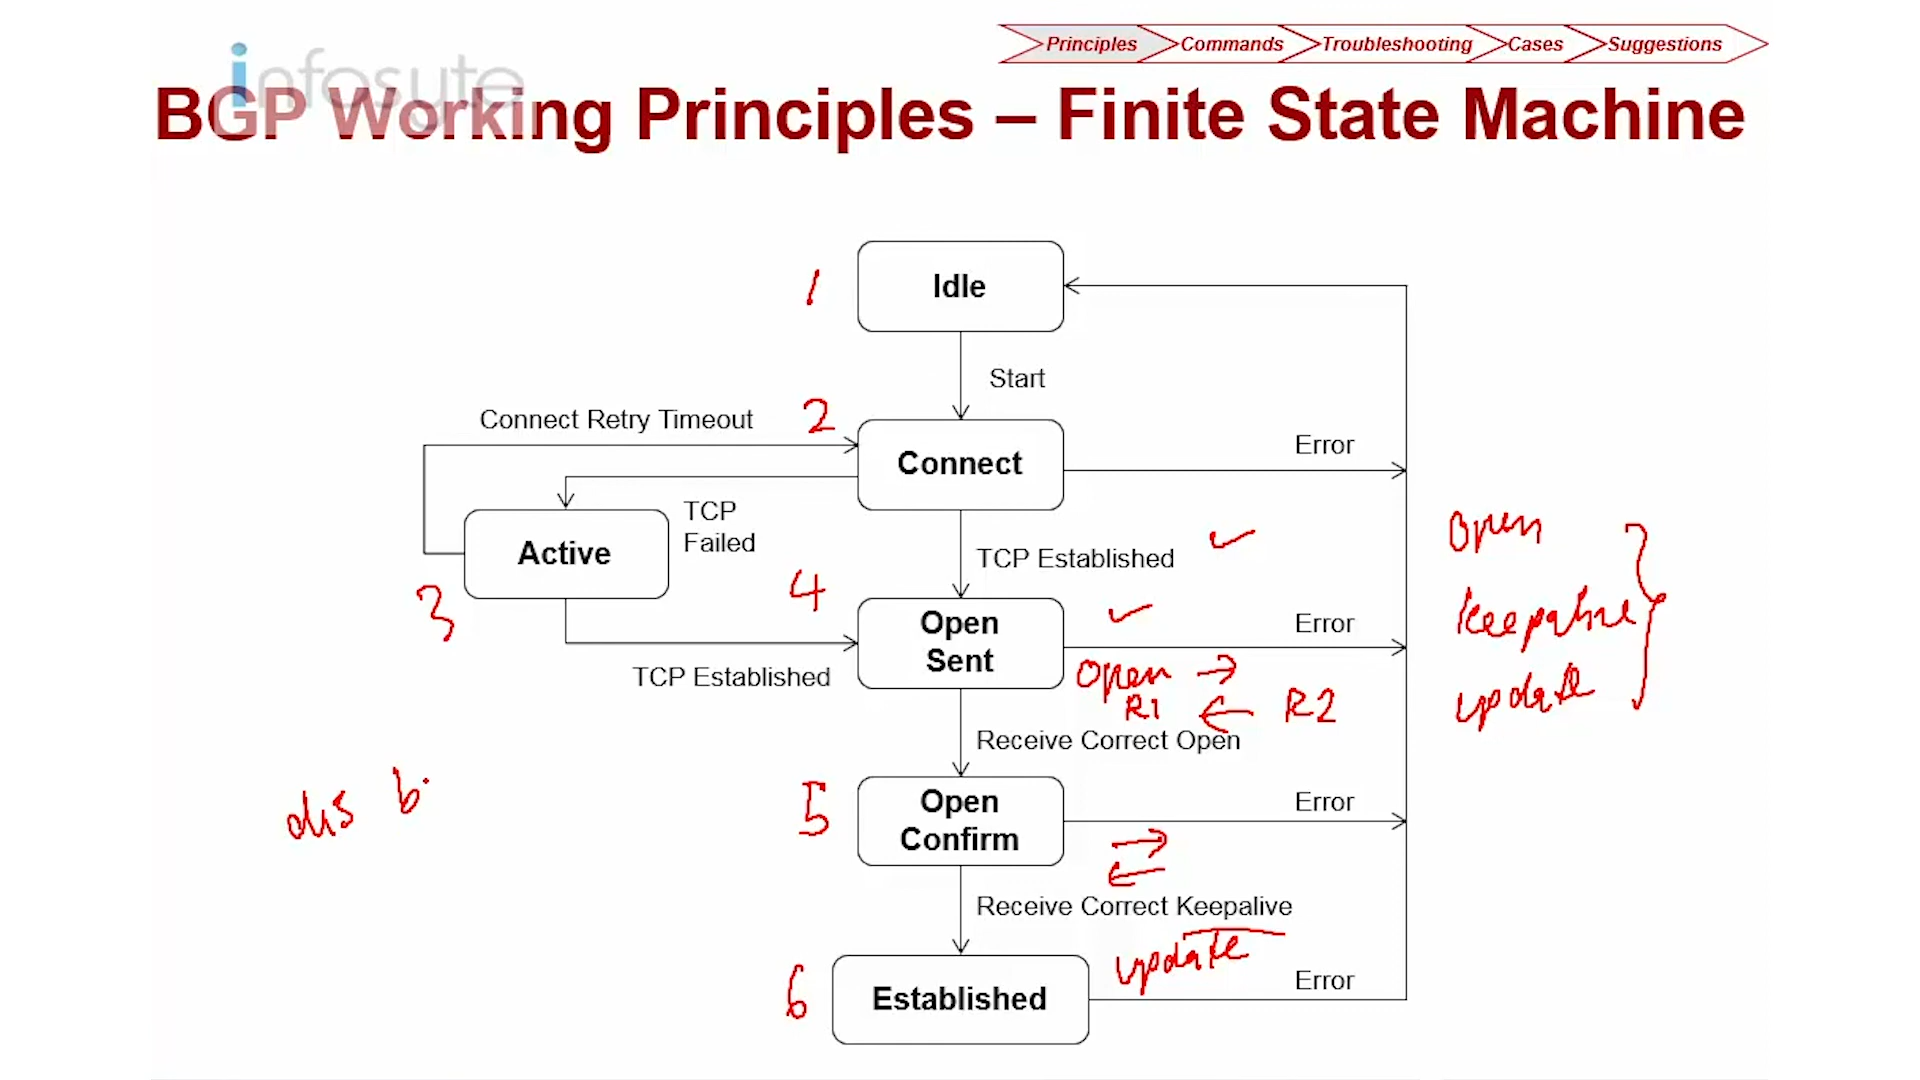 Principles Commands Troubleshooting Cases Suggestions
infosyte
BGP Working Principles – Finite State Machine
1
Idle
Start
Connect Retry Timeout
2
Connect
Error
TCP
Failed
Active
3
TCP Established
4
Open
Sent
Error
TCP Established
Open
R1
R2
Receive Correct Open
Open
keepalive
update
dis b
5
Open
Confirm
Error
Receive Correct Keepalive
update
6
Established
Error